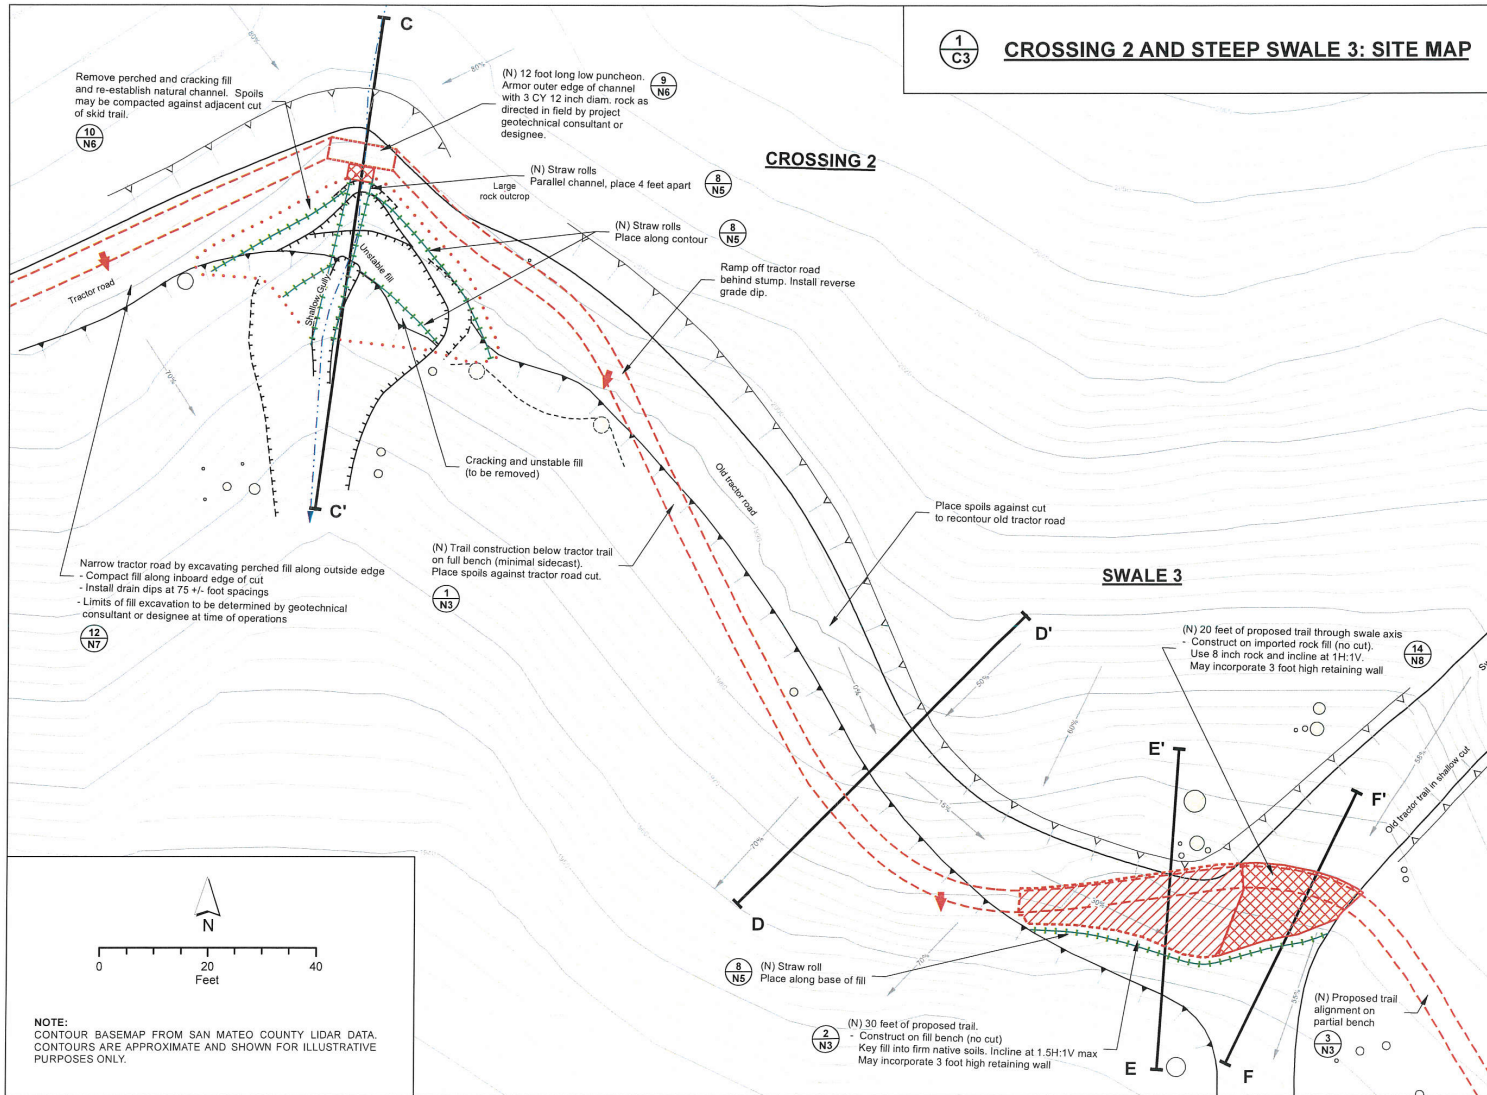 1
C3
CROSSING 2 AND STEEP SWALE 3: SITE MAP
C
80%
80%
Remove perched and cracking fill
and re-establish natural channel. Spoils
may be compacted against adjacent cut
of skid trail.
10
N6
(N) 12 foot long low puncheon.
Armor outer edge of channel
with 3 CY 12 inch diam. rock as
directed in field by project
geotechnical consultant or
designee.
9
N6
CROSSING 2
(N) Straw rolls
Parallel channel, place 4 feet apart
8
N5
Large
rock outcrop
(N) Straw rolls
Place along contour
8
N5
Ramp off tractor road
behind stump. Install reverse
grade dip.
Tractor road
Unstable fill
Shallow Gully
70%
Cracking and unstable fill
(to be removed)
C'
Old tractor road
Place spoils against cut
to recontour old tractor road
Narrow tractor road by excavating perched fill along outside edge
- Compact fill along inboard edge of cut
- Install drain dips at 75 +/- foot spacings
- Limits of fill excavation to be determined by geotechnical
consultant or designee at time of operations
12
N7
(N) Trail construction below tractor trail
on full bench (minimal sidecast).
Place spoils against tractor road cut.
1
N3
SWALE 3
D'
(N) 20 feet of proposed trail through swale axis
- Construct on imported rock fill (no cut).
Use 8 inch rock and incline at 1H:1V.
May incorporate 3 foot high retaining wall
14
N8
0%
50%
60%
55%
E'
F'
Old tractor trail in shallow cut
15%
70%
30%
D
70%
35%
8
N5
(N) Straw roll
Place along base of fill
2
N3
(N) 30 feet of proposed trail.
- Construct on fill bench (no cut)
Key fill into firm native soils. Incline at 1.5H:1V max
May incorporate 3 foot high retaining wall
E
F
(N) Proposed trail
alignment on
partial bench
3
N3
N
0 20 40
Feet
NOTE:
CONTOUR BASEMAP FROM SAN MATEO COUNTY LIDAR DATA.
CONTOURS ARE APPROXIMATE AND SHOWN FOR ILLUSTRATIVE
PURPOSES ONLY.